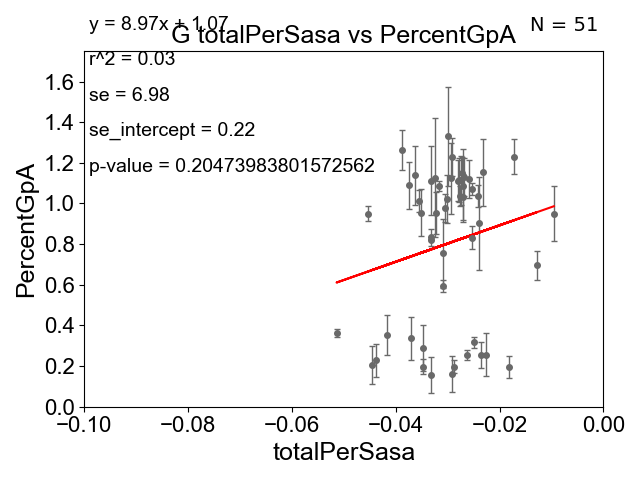 y = 8.97x + 1.07
N = 51
G totalPerSasa vs PercentGpA
r^2 = 0.03
se = 6.98
se_intercept = 0.22
p-value = 0.20473983801572562
PercentGpA
1.6
1.4
1.2
1.0
0.8
0.6
0.4
0.2
0.0
−0.10
−0.08
−0.06
−0.04
−0.02
0.00
totalPerSasa